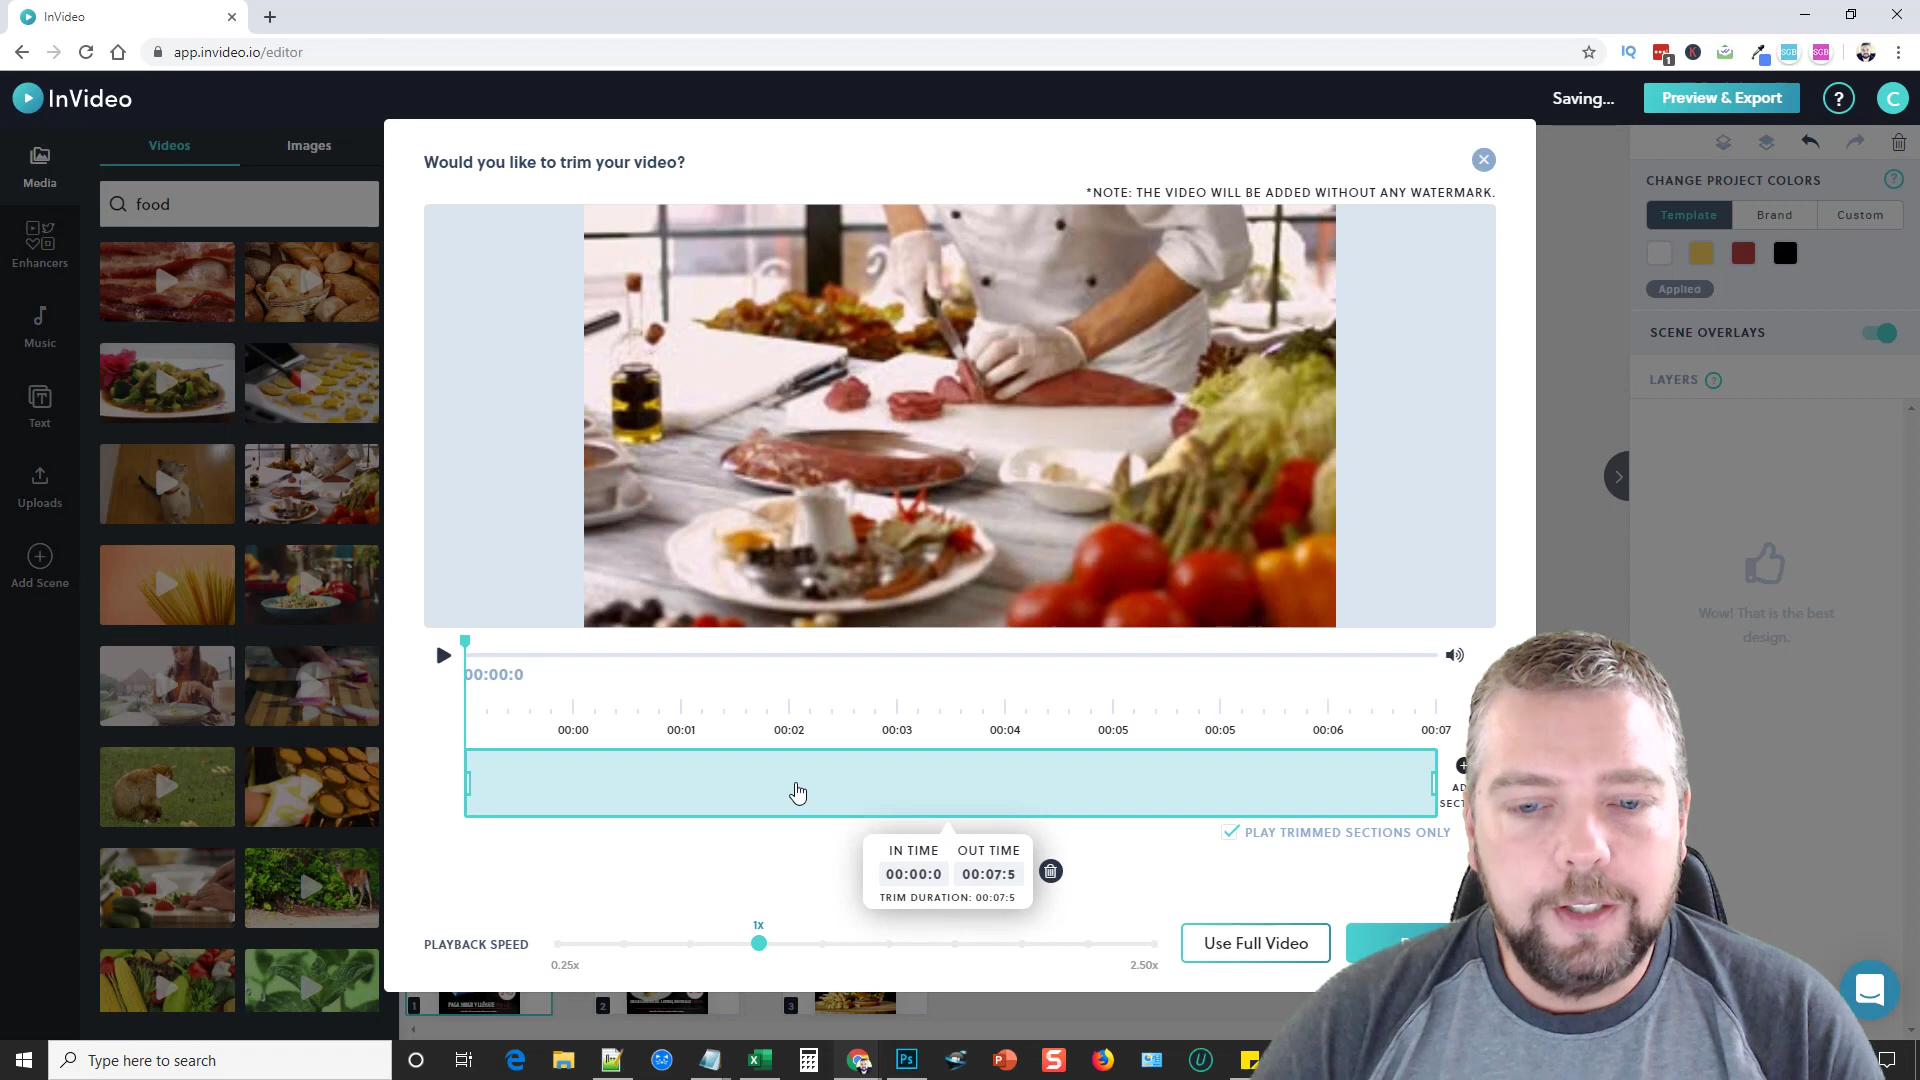 InVideo
app.invideo.io/editor
InVideo
Saving...
Preview & Export
?
C
Media
Enhancers
Music
Text
Uploads
Add Scene
Videos
Images
food
Would you like to trim your video?
*NOTE: THE VIDEO WILL BE ADDED WITHOUT ANY WATERMARK.
00:00:0
00:00
00:01
00:02
00:03
00:04
00:05
00:05
00:06
00:07
PLAY TRIMMED SECTIONS ONLY
IN TIME
OUT TIME
00:00:0
00:07:5
TRIM DURATION: 00:07:5
PLAYBACK SPEED
1x
0.25x
2.50x
Use Full Video
CHANGE PROJECT COLORS
?
Template
Brand
Custom
Applied
SCENE OVERLAYS
LAYERS
?
Wow! That is the best
design.
1
2
3
Type here to search